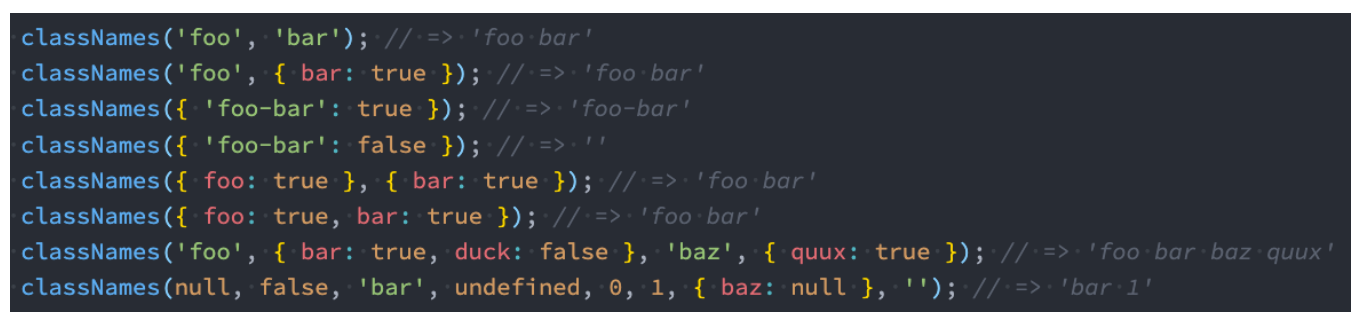 classNames('foo', 'bar'); // => 'foo bar'
classNames('foo', { bar: true }); // => 'foo bar'
classNames({ 'foo-bar': true }); // => 'foo-bar'
classNames({ 'foo-bar': false }); // => ''
classNames({ foo: true }, { bar: true }); // => 'foo bar'
classNames({ foo: true, bar: true }); // => 'foo bar'
classNames('foo', { bar: true, duck: false }, 'baz', { quux: true }); // => 'foo bar baz quux'
classNames(null, false, 'bar', undefined, 0, 1, { baz: null }, ''); // => 'bar 1'